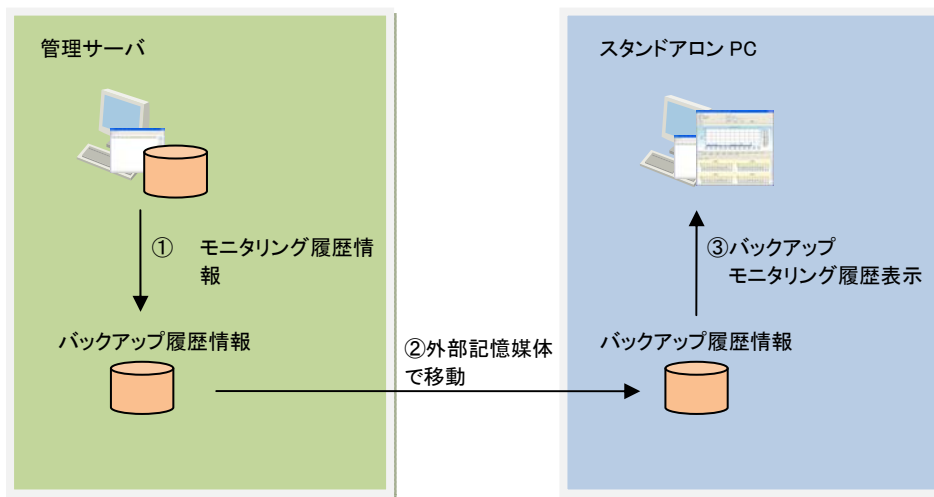 管理サーバ
① モニタリング履歴情
報
バックアップ履歴情報
②外部記憶媒体
で移動
スタンドアロン PC
③バックアップ
モニタリング履歴表示
バックアップ履歴情報